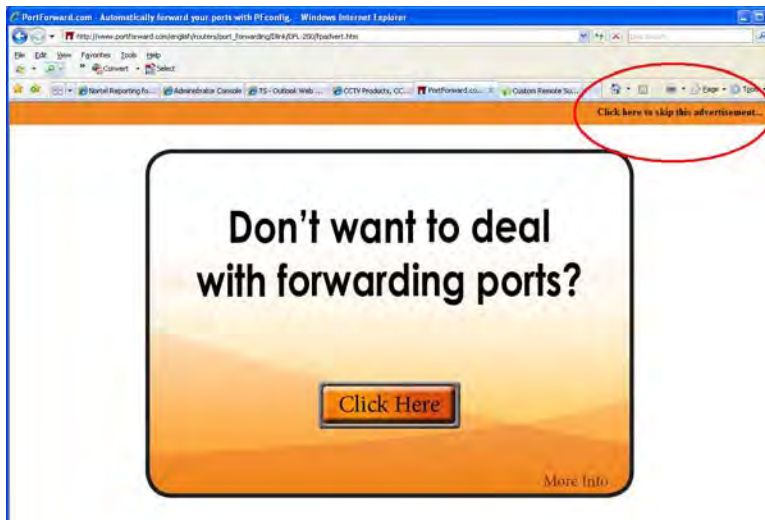 PortForward.com - Automatically forward your ports with PFconfig. - Windows Internet Explorer
http://www.portforward.com/english/routers/port_forwarding/Dlink/DPL-200/fpadvert.htm
File Edit View Favorites Tools Help
Convert Select
Nortel Reporting fo... Administrator Console TS - Outlook Web ... CCTV Products, CC... PortForward.co... Custom Remote Su... Page
Click here to skip this advertisement...
Don't want to deal
with forwarding ports?
Click Here
More Info